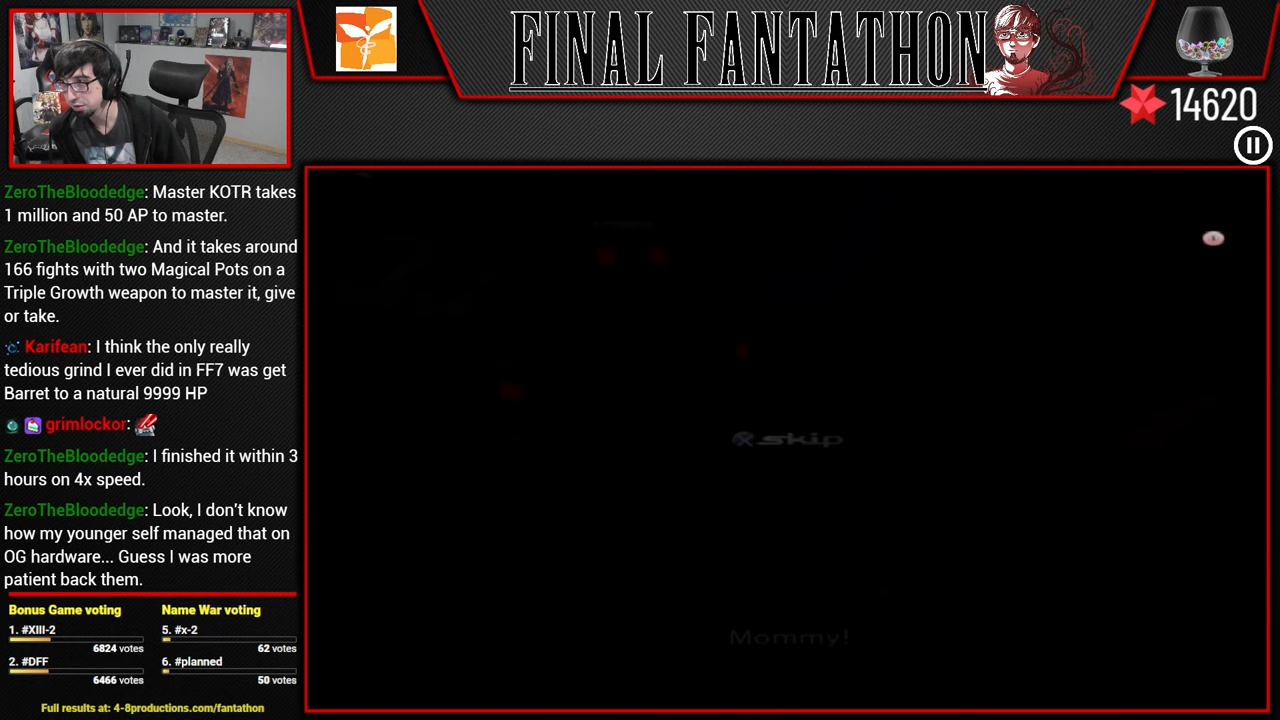 FINAL FANTATHON
14620
ZeroTheBloodedge: Master KOTR takes
1 million and 50 AP to master.
ZeroTheBloodedge: And it takes around
166 fights with two Magical Pots on a
Triple Growth weapon to master it, give
or take.
Karifean: I think the only really
tedious grind I ever did in FF7 was get
Barret to a natural 9999 HP
grimlockor:
ZeroTheBloodedge: I finished it within 3
hours on 4x speed.
ZeroTheBloodedge: Look, I don't know
how my younger self managed that on
OG hardware... Guess I was more
patient back them.
skip
Mommy!
Bonus Game voting
1. #XIII-2
6824 votes
2. #DFF
6466 votes
Name War voting
5. #x-2
62 votes
6. #planned
50 votes
Full results at: 4-8productions.com/fantathon